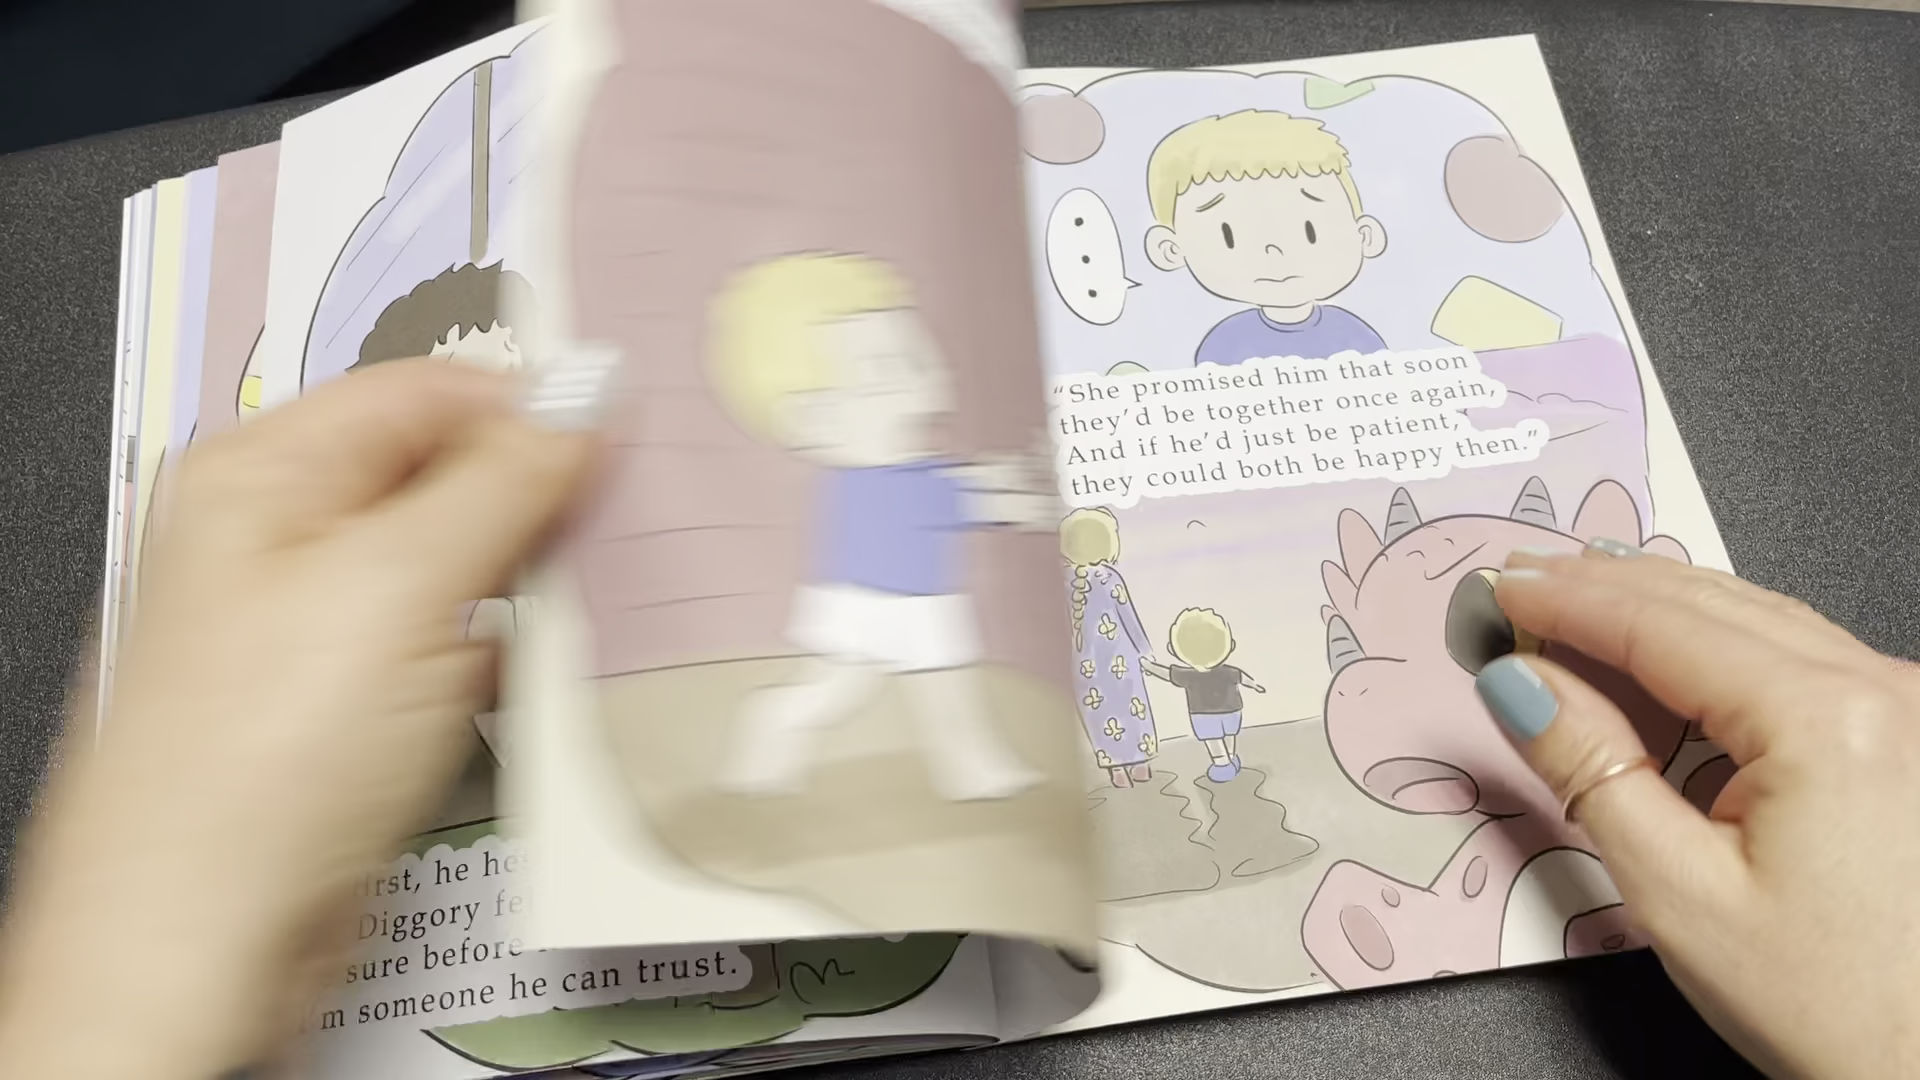 “She promised him that soon
they’d be together once again,
And if he’d just be patient,
they could both be happy then.”
he
Diggory
sure before
someone he can trust.